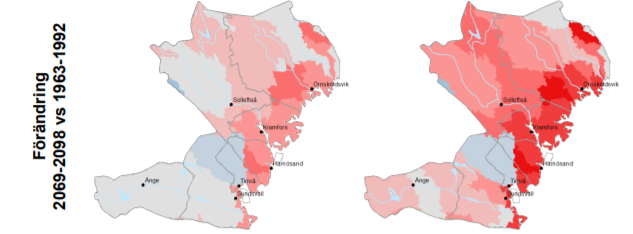 Förändring
2069-2098 vs 1963-1992
Örnsköldsvik
Sollefteå
Kramfors
Härnösand
Ånge
Timrå
Sundsvall
Örnsköldsvik
Sollefteå
Kramfors
Härnösand
Ånge
Timrå
Sundsvall